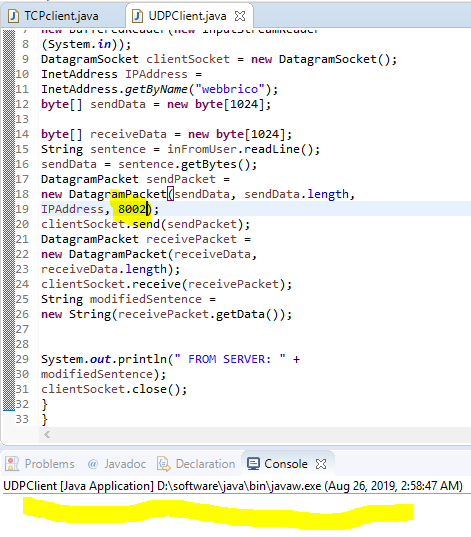 TCPclient.java UDPClient.java
7 new BufferedReader(new InputStreamReader
8 (System.in));
9 DatagramSocket clientSocket = new DatagramSocket();
10 InetAddress IPAddress =
11 InetAddress.getByName("webbrico");
12 byte[] sendData = new byte[1024];
13
14 byte[] receiveData = new byte[1024];
15 String sentence = inFromUser.readLine();
16 sendData = sentence.getBytes();
17 DatagramPacket sendPacket =
18 new DatagramPacket(sendData, sendData.length,
19 IPAddress, 8002);
20 clientSocket.send(sendPacket);
21 DatagramPacket receivePacket =
22 new DatagramPacket(receiveData,
23 receiveData.length);
24 clientSocket.receive(receivePacket);
25 String modifiedSentence =
26 new String(receivePacket.getData());
27
28
29 System.out.println(" FROM SERVER: " +
30 modifiedSentence);
31 clientSocket.close();
32 }
33 }
Problems @ Javadoc Declaration Console
UDPClient [Java Application] D:\software\java\bin\javaw.exe (Aug 26, 2019, 2:58:47 AM)